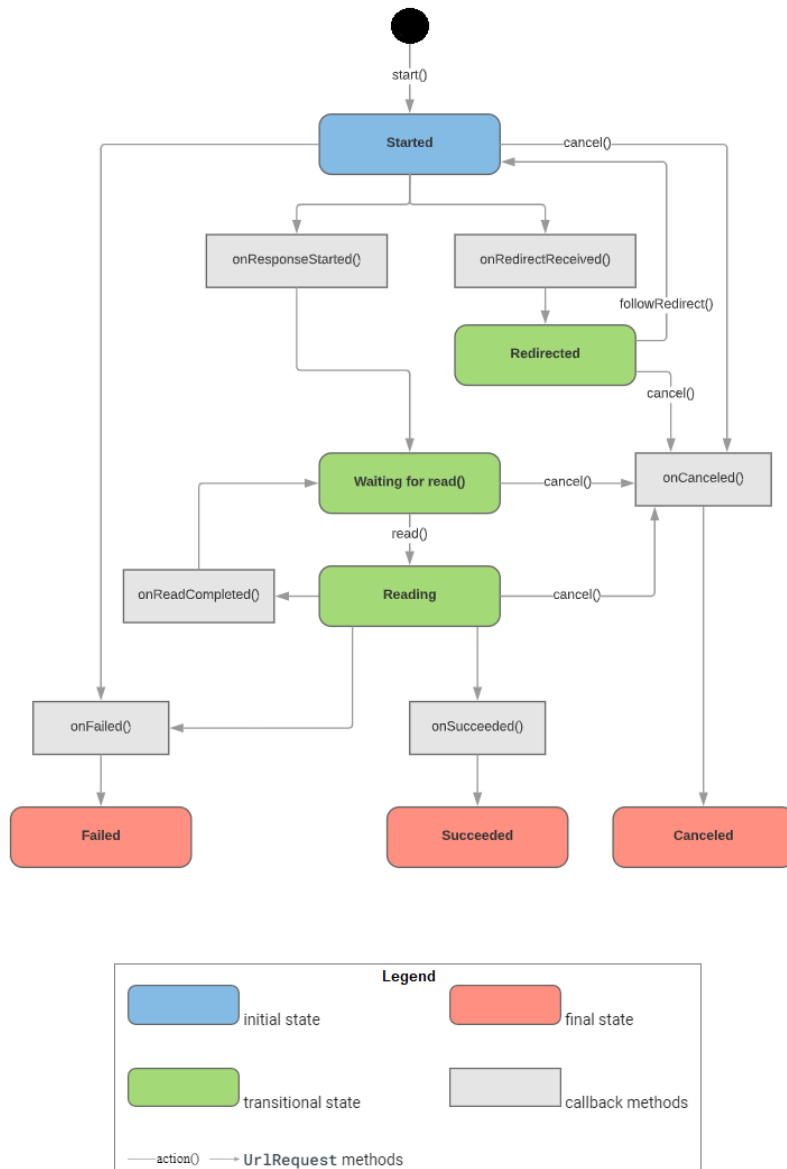 start()
Started
cancel()
onResponseStarted()
onRedirectReceived()
followRedirect()
Redirected
cancel()
Waiting for read()
cancel()
onCanceled()
read()
onReadCompleted()
Reading
cancel()
onFailed()
onSucceeded()
Failed
Succeeded
Canceled
Legend
initial state
final state
transitional state
callback methods
action()
UrlRequest methods